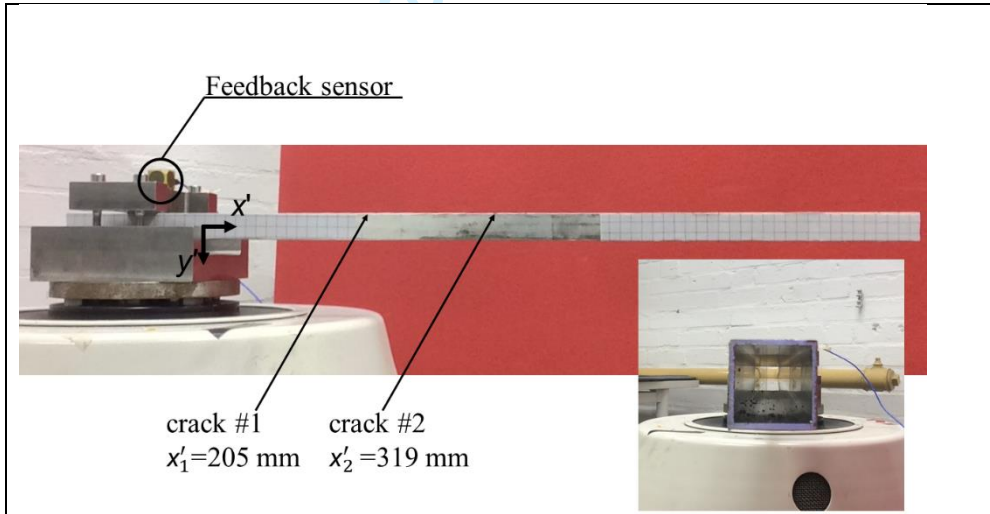 Feedback sensor
x'
y'
crack #1 crack #2
x′₁=205 mm x′₂ =319 mm